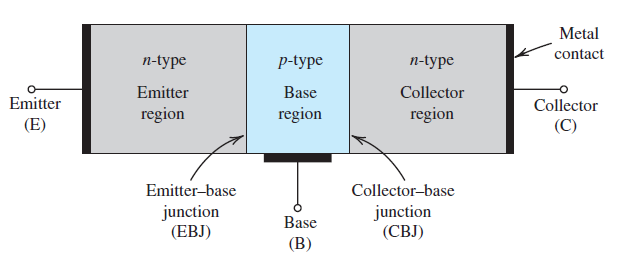 Metal
contact
n-type
p-type
n-type
Emitter
region
Base
region
Collector
region
Emitter
(E)
Collector
(C)
Emitter–base
junction
(EBJ)
Collector–base
junction
(CBJ)
Base
(B)